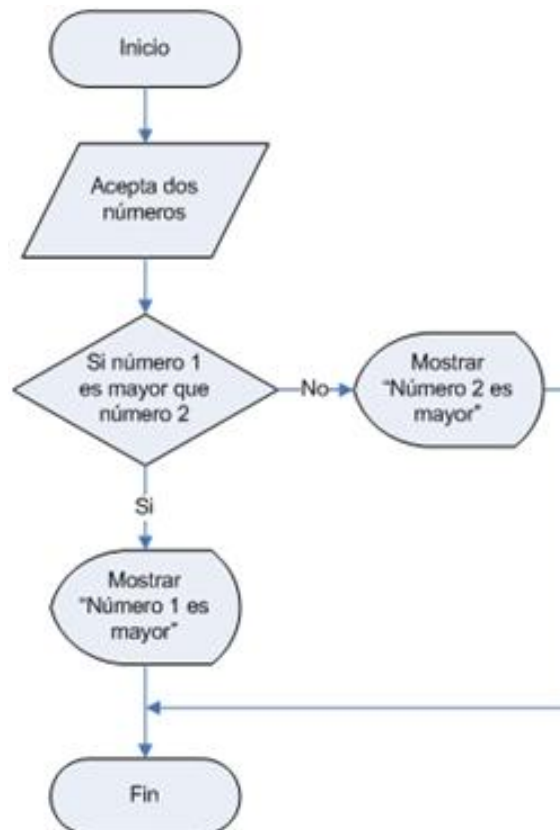 Inicio
Acepta dos
números
Si número 1
es mayor que
número 2
No
Mostrar
“Número 2 es
mayor”
Si
Mostrar
“Número 1 es
mayor”
Fin